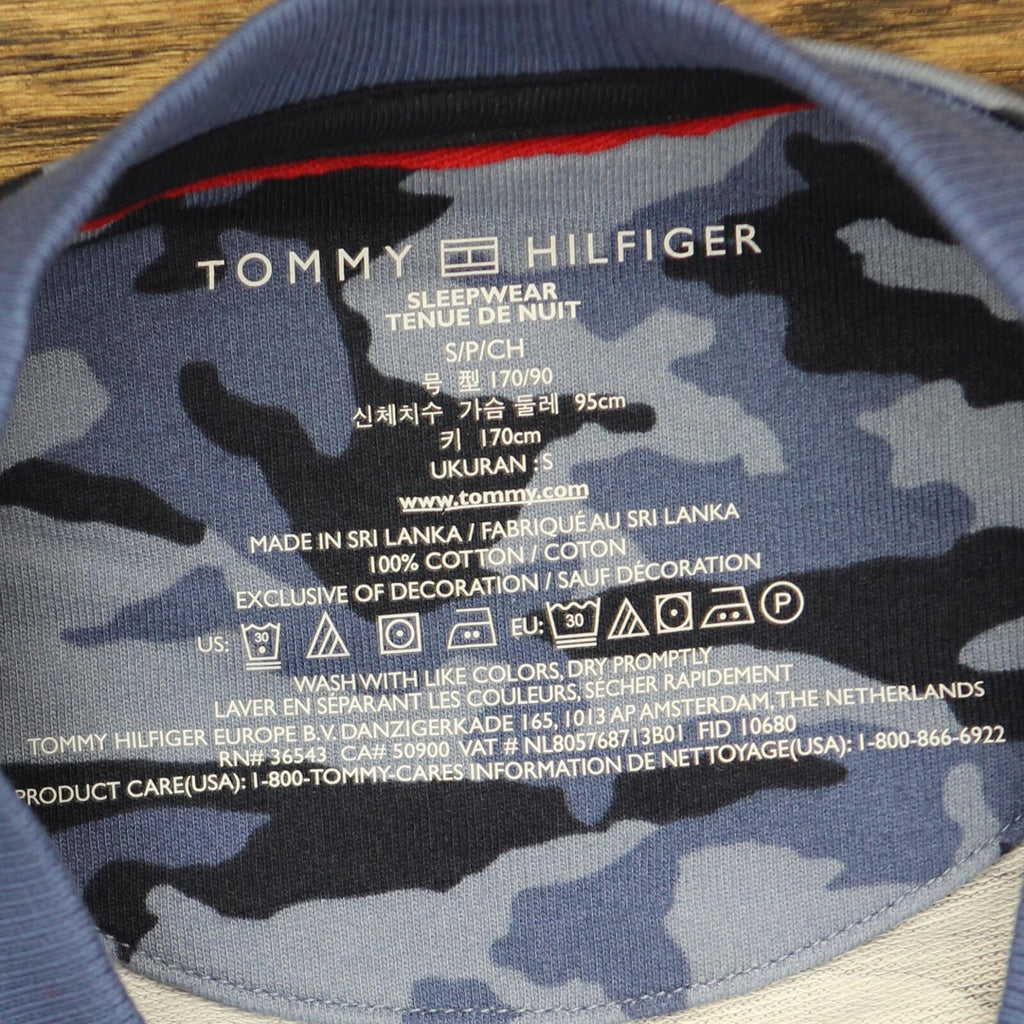 TOMMY HILFIGER
SLEEPWEAR
TENUE DE NUIT
S/P/CH
号 型 170/90
신체치수 가슴 둘레 95cm
키 170cm
UKURAN : S
www.tommy.com
MADE IN SRI LANKA / FABRIQUÉ AU SRI LANKA
100% COTTON / COTON
EXCLUSIVE OF DECORATION / SAUF DÉCORATION
US: 30 EU: 30 P
WASH WITH LIKE COLORS, DRY PROMPTLY
LAVER EN SÉPARANT LES COULEURS, SÉCHER RAPIDEMENT
TOMMY HILFIGER EUROPE B.V. DANZIGERKADE 165, 1013 AP AMSTERDAM, THE NETHERLANDS
RN# 36543 CA# 50900 VAT # NL805768713B01 FID 10680
PRODUCT CARE(USA): 1-800-TOMMY-CARES INFORMATION DE NETTOYAGE(USA): 1-800-866-6922